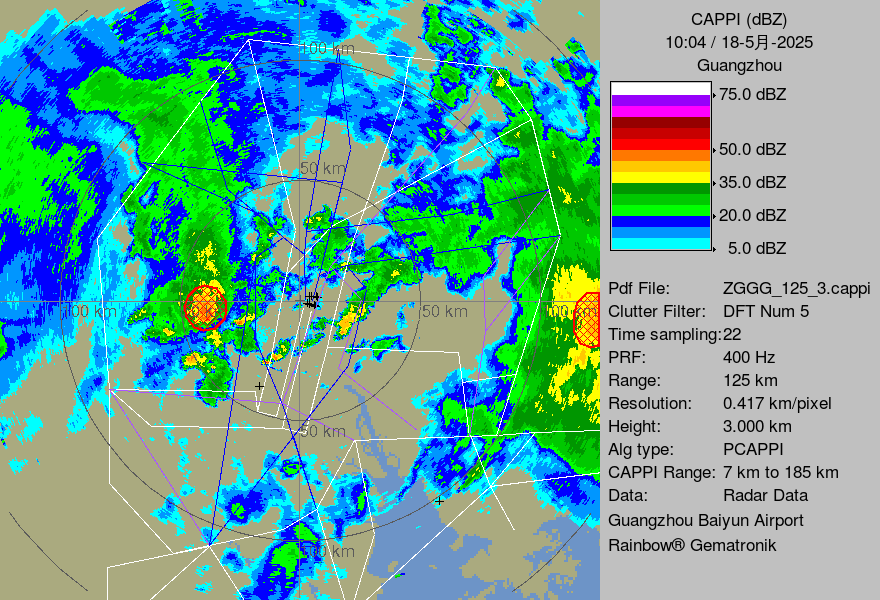 CAPPI (dBZ)
10:04 / 18-5月-2025
Guangzhou
75.0 dBZ
50.0 dBZ
35.0 dBZ
20.0 dBZ
5.0 dBZ
Pdf File: ZGGG_125_3.cappi
Clutter Filter: DFT Num 5
Time sampling:22
PRF: 400 Hz
Range: 125 km
Resolution: 0.417 km/pixel
Height: 3.000 km
Alg type: PCAPPI
CAPPI Range: 7 km to 185 km
Data: Radar Data
Guangzhou Baiyun Airport
Rainbow® Gematronik
100 km
50 km
100 km
50 km
100 km
50 km
100 km